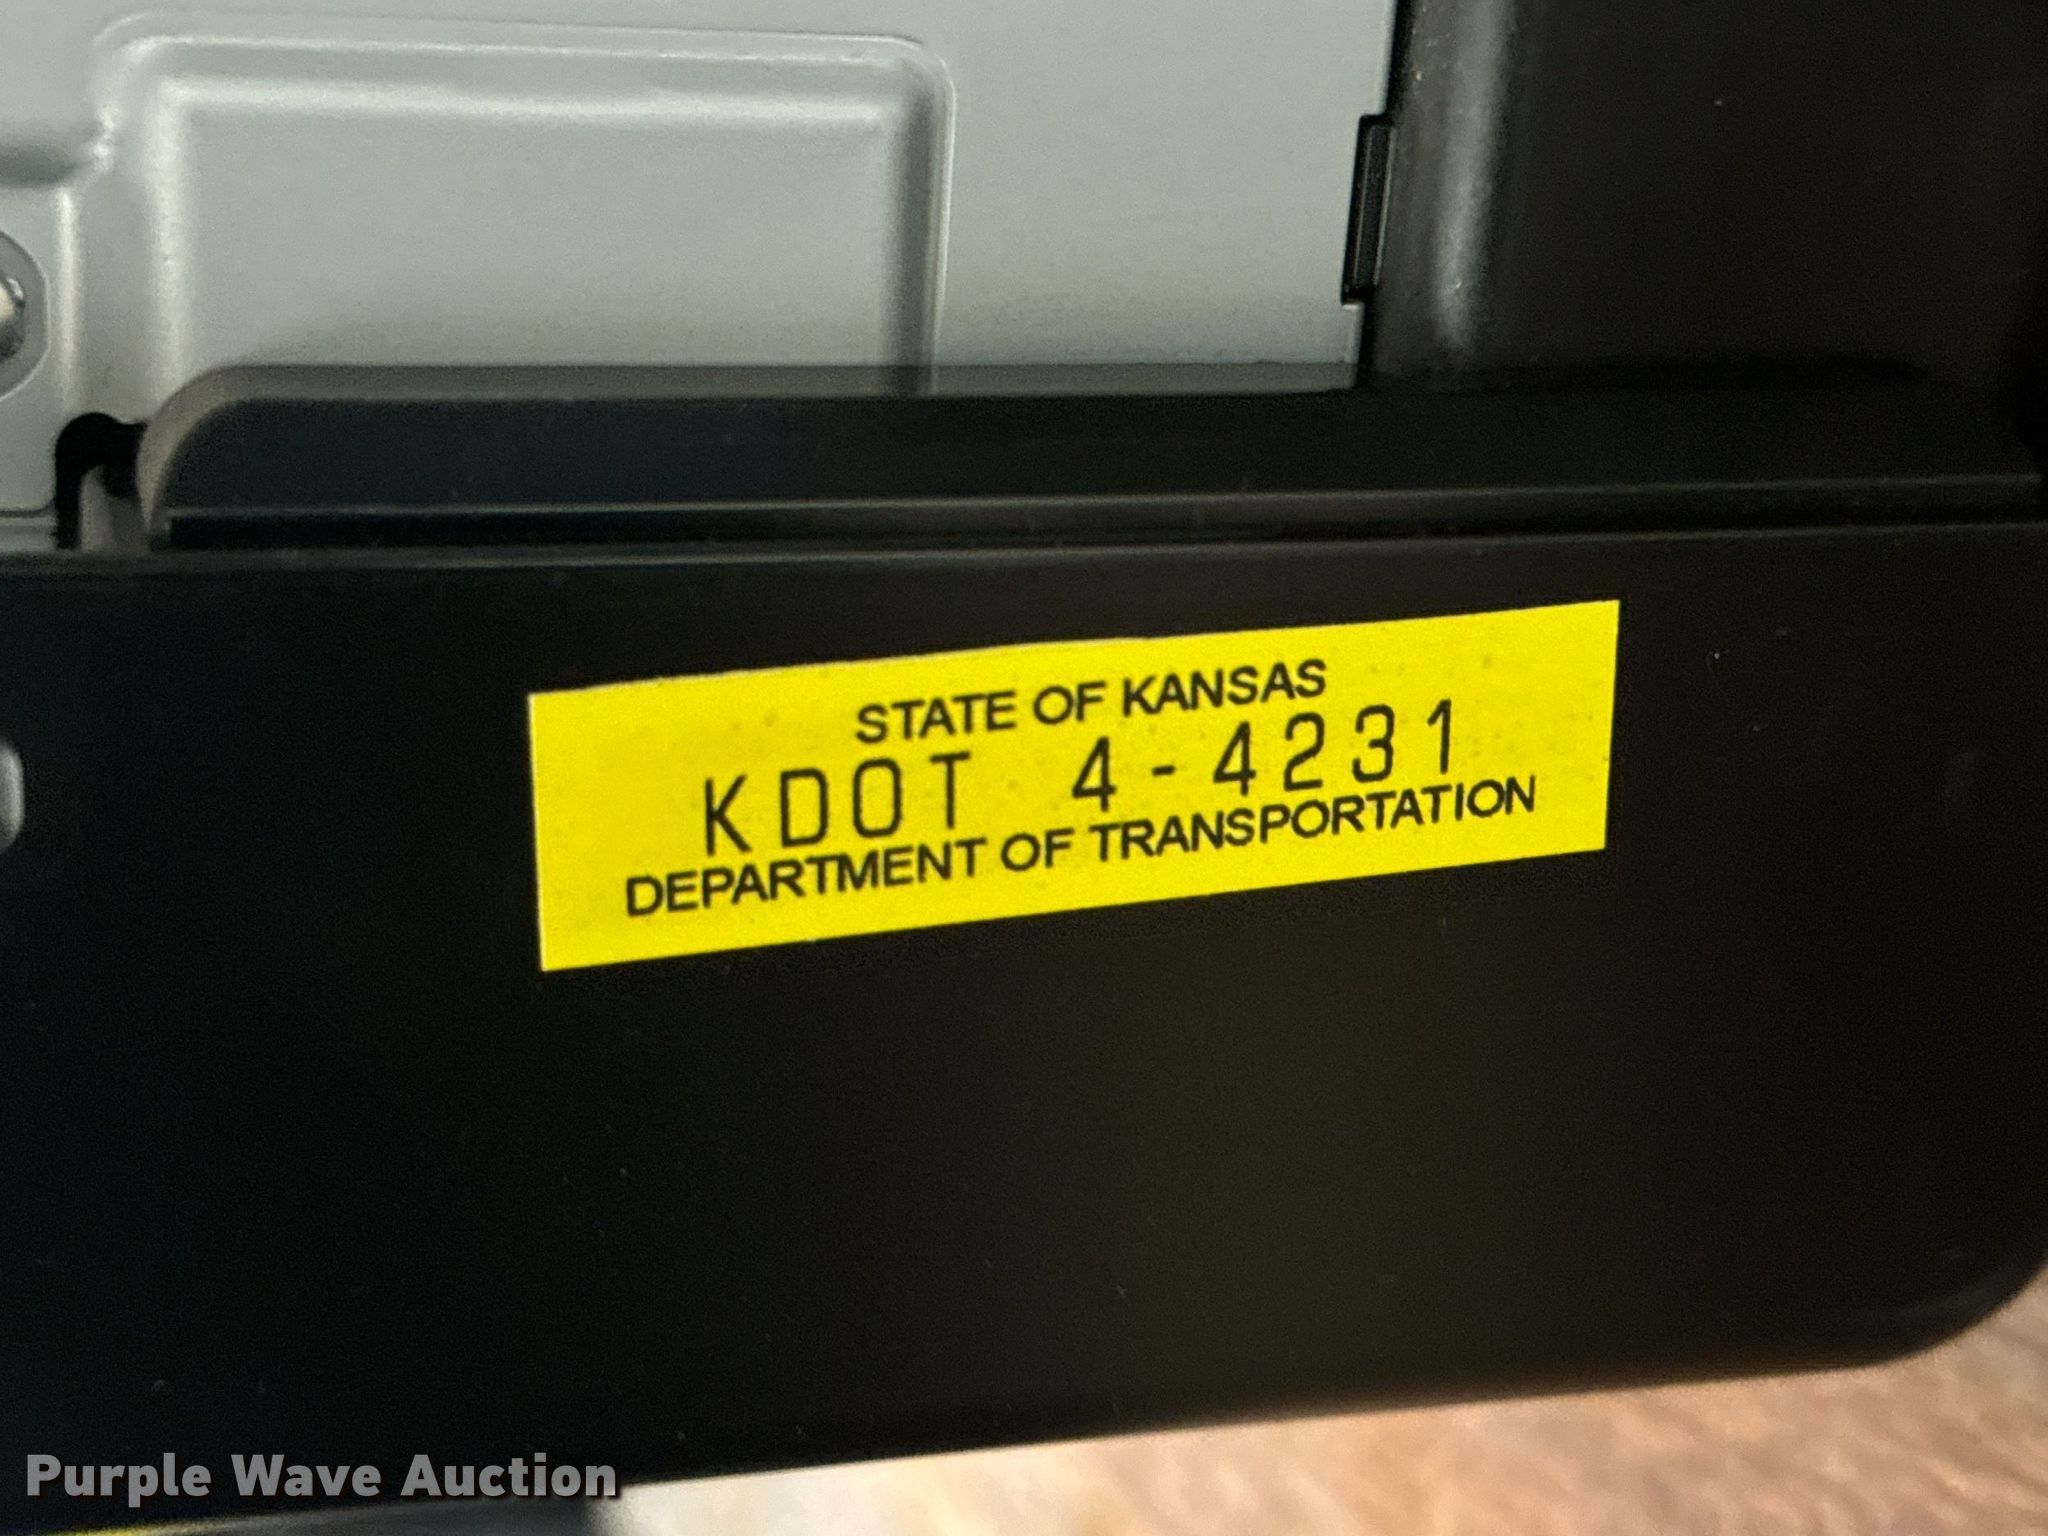 STATE OF KANSAS
KDOT 4-4231
DEPARTMENT OF TRANSPORTATION
Purple Wave Auction